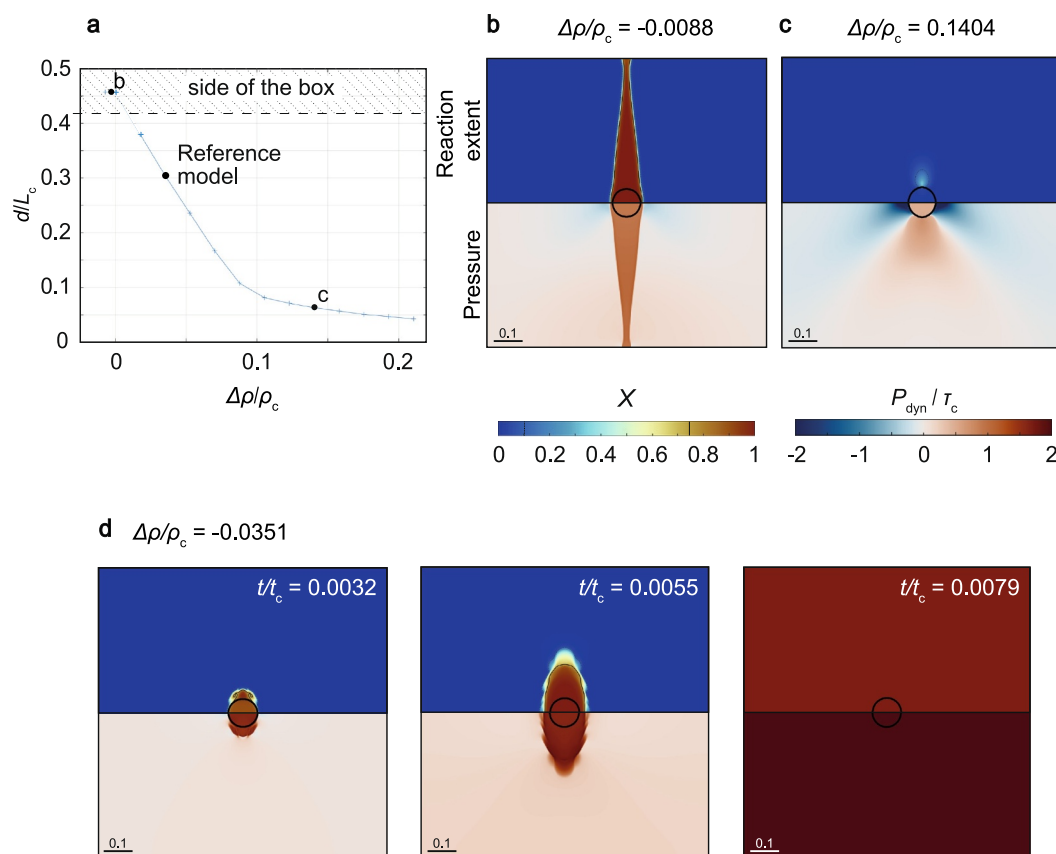 a
0.5
0.4
0.3
0.2
0.1
0
d/Lc
b
side of the box
Reference
model
c
0
0.1
0.2
Δρ/ρc
b
Δρ/ρc = -0.0088
Reaction
extent
Pressure
0.1
c
Δρ/ρc = 0.1404
0.1
X
0 0.2 0.4 0.6 0.8 1
Pdyn / τc
-2 -1 0 1 2
d Δρ/ρc = -0.0351
t/tc = 0.0032
0.1
t/tc = 0.0055
0.1
t/tc = 0.0079
0.1